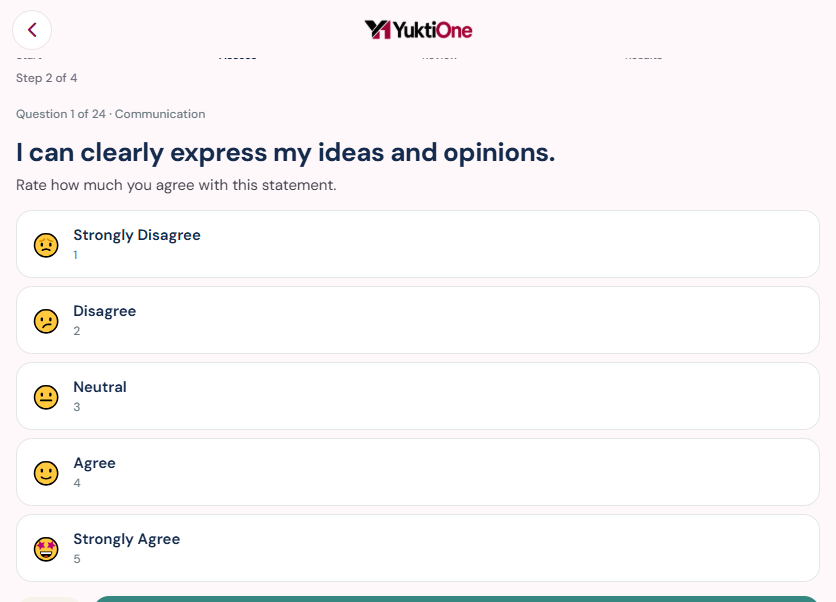 YuktiOne
Step 2 of 4
Question 1 of 24 · Communication
I can clearly express my ideas and opinions.
Rate how much you agree with this statement.
Strongly Disagree
1
Disagree
2
Neutral
3
Agree
4
Strongly Agree
5